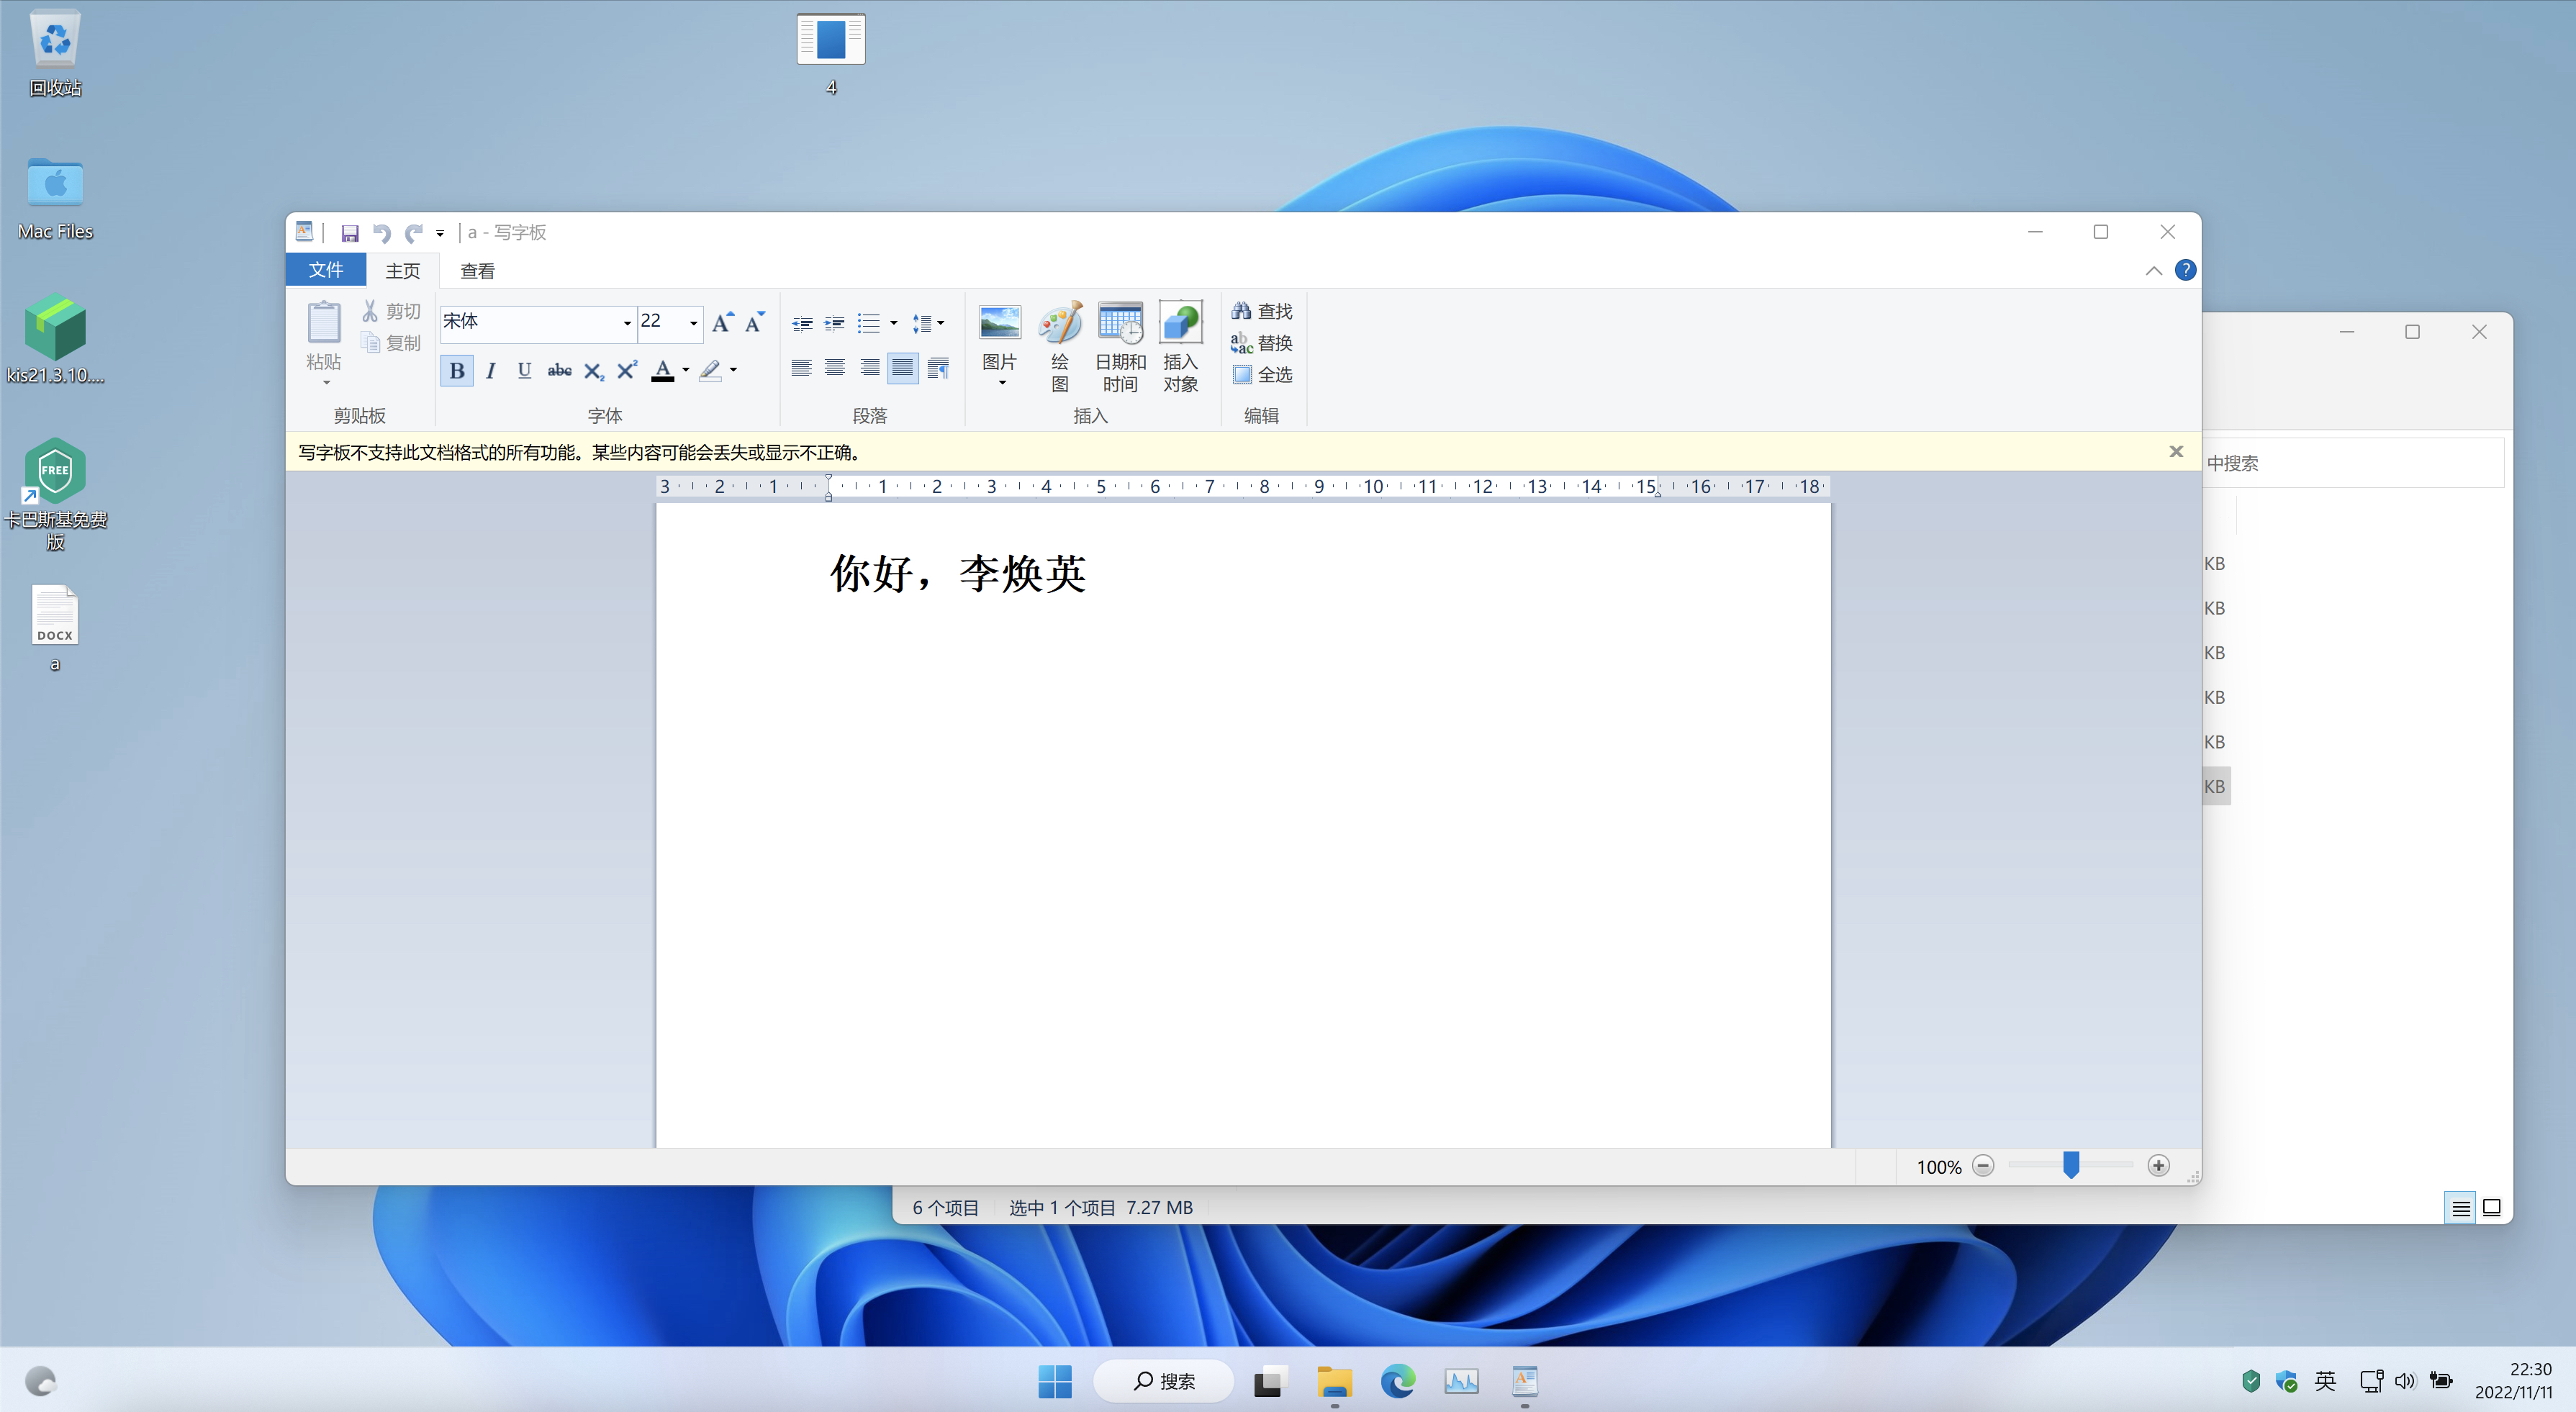 回收站
4
Mac Files
kis21.3.10....
FREE
卡巴斯基免费
版
DOCX
a
a - 写字板
文件 主页 查看
粘贴
剪切
复制
剪贴板
宋体 22
B I U abc X₂ X² A
字体
段落
图片
绘
图
日期和
时间
插入
对象
插入
查找
替换
全选
编辑
写字板不支持此文档格式的所有功能。某些内容可能会丢失或显示不正确。
3 2 1 1 2 3 4 5 6 7 8 9 10 11 12 13 14 15 16 17 18
你好，李焕英
100%
中搜索
KB
KB
KB
KB
KB
KB
6 个项目 选中 1 个项目 7.27 MB
搜索
英
22:30
2022/11/11